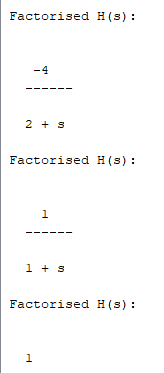 Factorised H(s):
-4
------
2 + s
Factorised H(s):
1
------
1 + s
Factorised H(s):
1